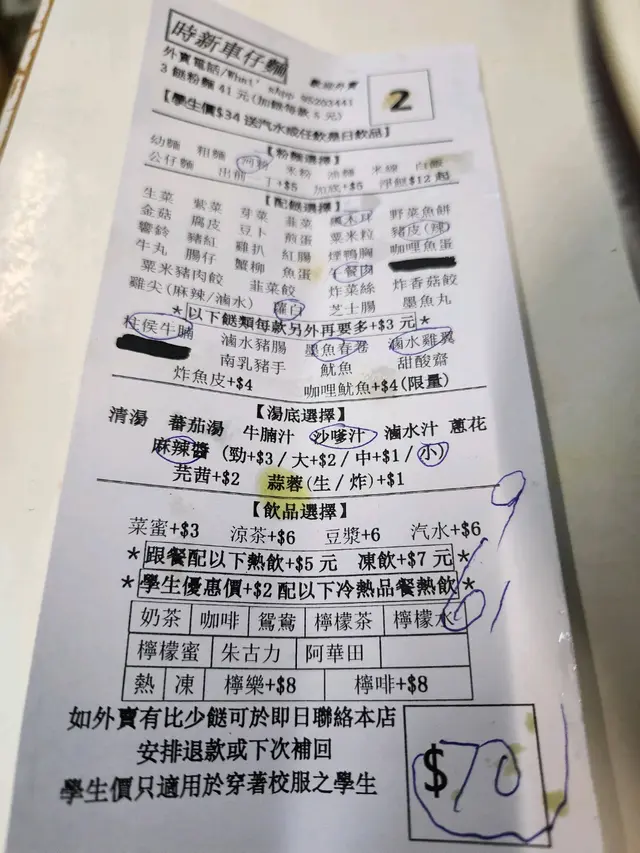 時新車仔麵
歡迎外賣
外賣電話/What' sApp 95203441
2
3 餸粉麵 41 元(加餸每款 5 元)
【學生價$34 送汽水或任飲是日飲品】
【粉麵選擇】
幼麵 粗麵 河粉 米粉 油麵 米線 白飯
公仔麵 出前一丁+$5 加底+$5 淨餸$12 起
【配餸選擇】
生菜 紫菜 芽菜 韮菜 黑木耳 野菜魚餅
金菇 腐皮 豆卜 煎蛋 粟米粒 豬皮(辣)
響鈴 豬紅 雞扒 紅腸 煙鴨胸 咖哩魚蛋
牛丸 腸仔 蟹柳 魚蛋 午餐肉
粟米豬肉餃 韮菜餃 炸菜絲 炸香菇餃
雞尖(麻辣/滷水) 蘿白 芝士腸 墨魚丸
*以下餸類每款另外再要多+$3 元*
柱侯牛腩 滷水豬腸 墨魚春卷 滷水雞翼
南乳豬手 魷魚 甜酸齋
炸魚皮+$4 咖哩魷魚+$4(限量)
【湯底選擇】
清湯 蕃茄湯 牛腩汁 沙嗲汁 滷水汁 蔥花
麻辣醬 (勁+$3 / 大+$2 / 中+$1 / 小)
芫茜+$2 蒜蓉(生 / 炸)+$1
【飲品選擇】
菜蜜+$3 涼茶+$6 豆漿+6 汽水+$6
*跟餐配以下熱飲+$5 元 凍飲+$7 元*
*學生優惠價+$2 配以下冷熱品餐熱飲*
奶茶 咖啡 鴛鴦 檸檬茶 檸檬水
檸檬蜜 朱古力 阿華田
熱 凍 檸樂+$8 檸啡+$8
如外賣有比少餸可於即日聯絡本店
安排退款或下次補回
學生價只適用於穿著校服之學生
$70